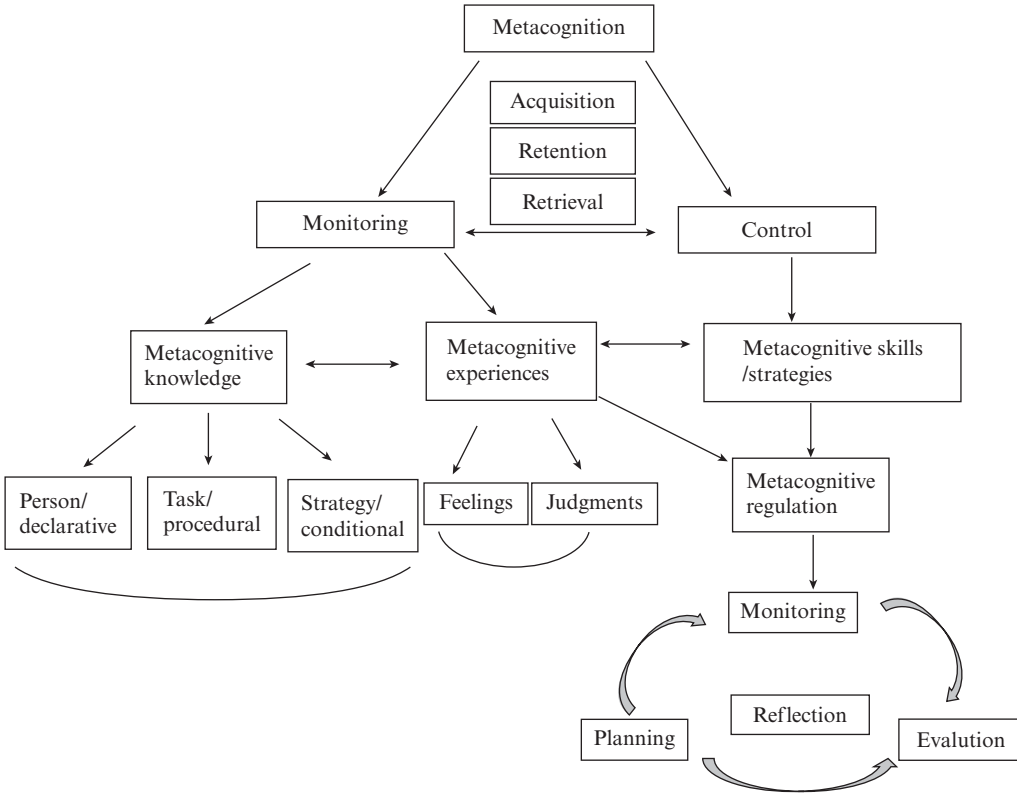 Metacognition
Acquisition
Retention
Retrieval
Monitoring
Control
Metacognitive
knowledge
Metacognitive
experiences
Metacognitive skills
/strategies
Person/
declarative
Task/
procedural
Strategy/
conditional
Feelings
Judgments
Metacognitive
regulation
Monitoring
Reflection
Planning
Evalution